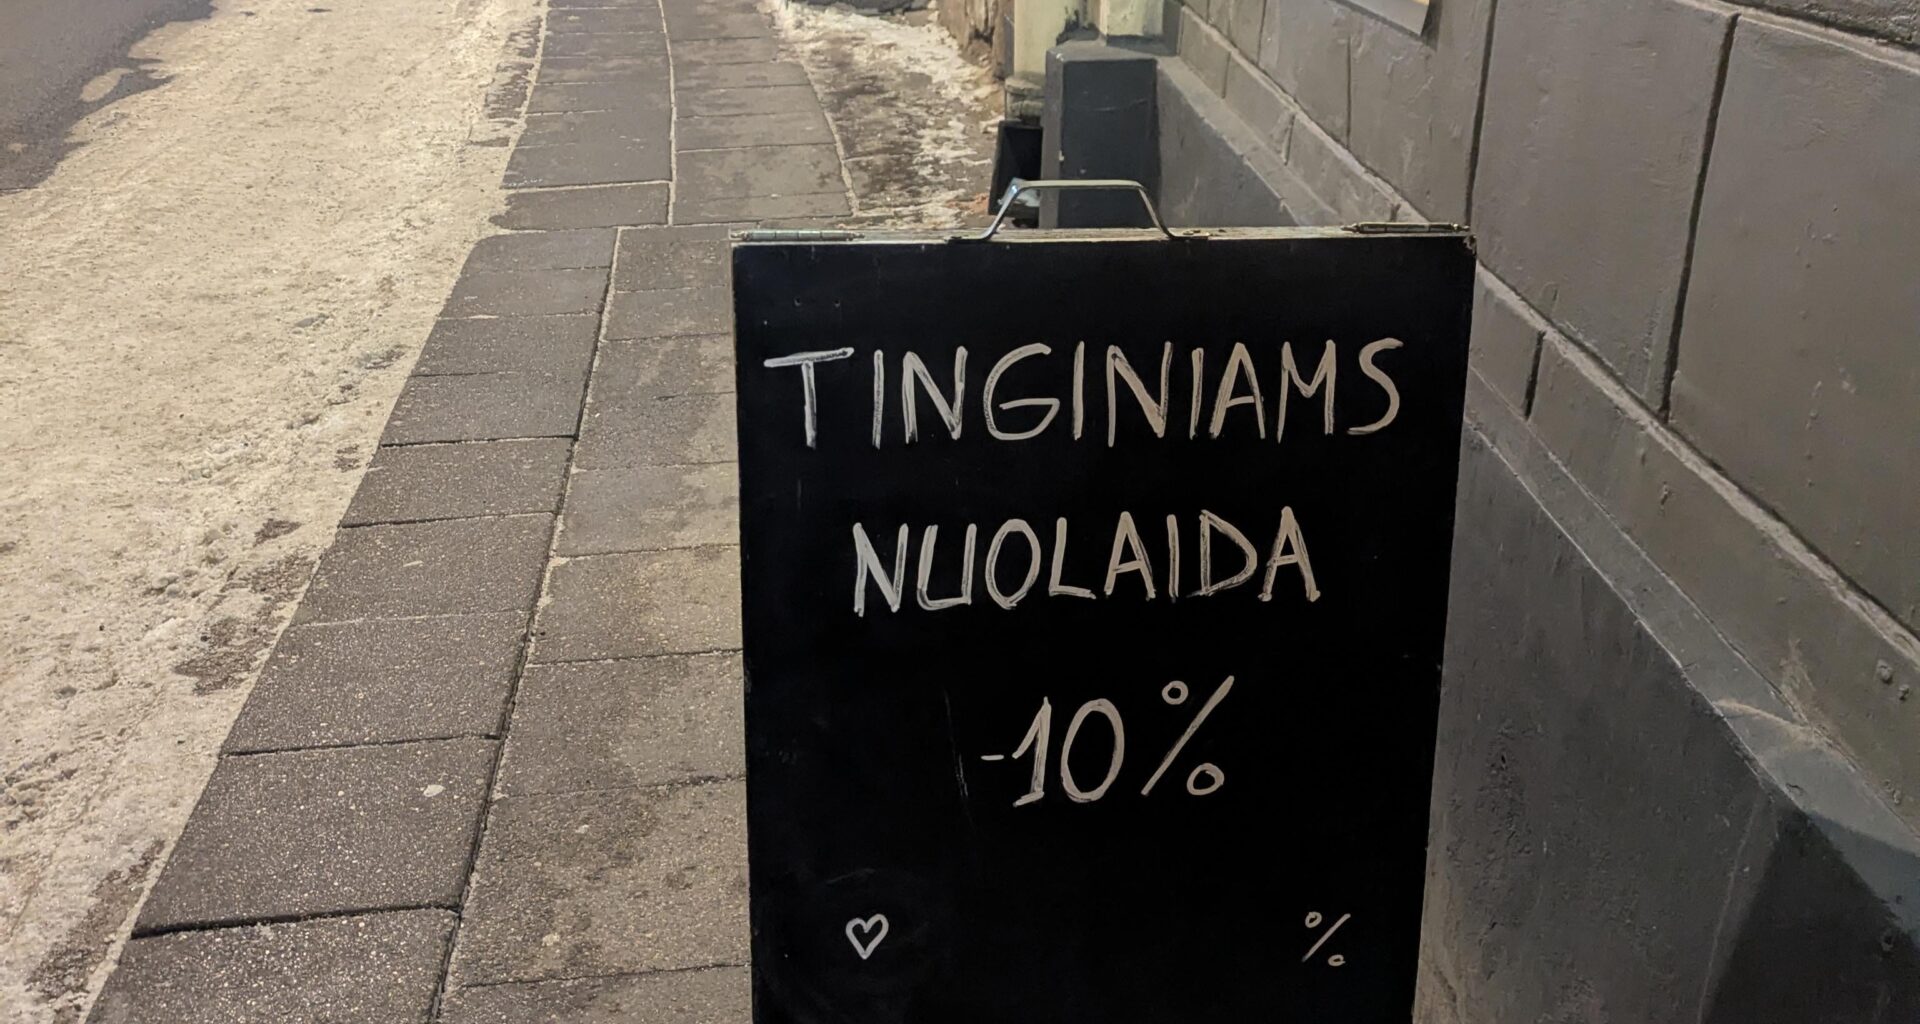 TINGINIAMS
NUOLAIDA
-10%
♡ %